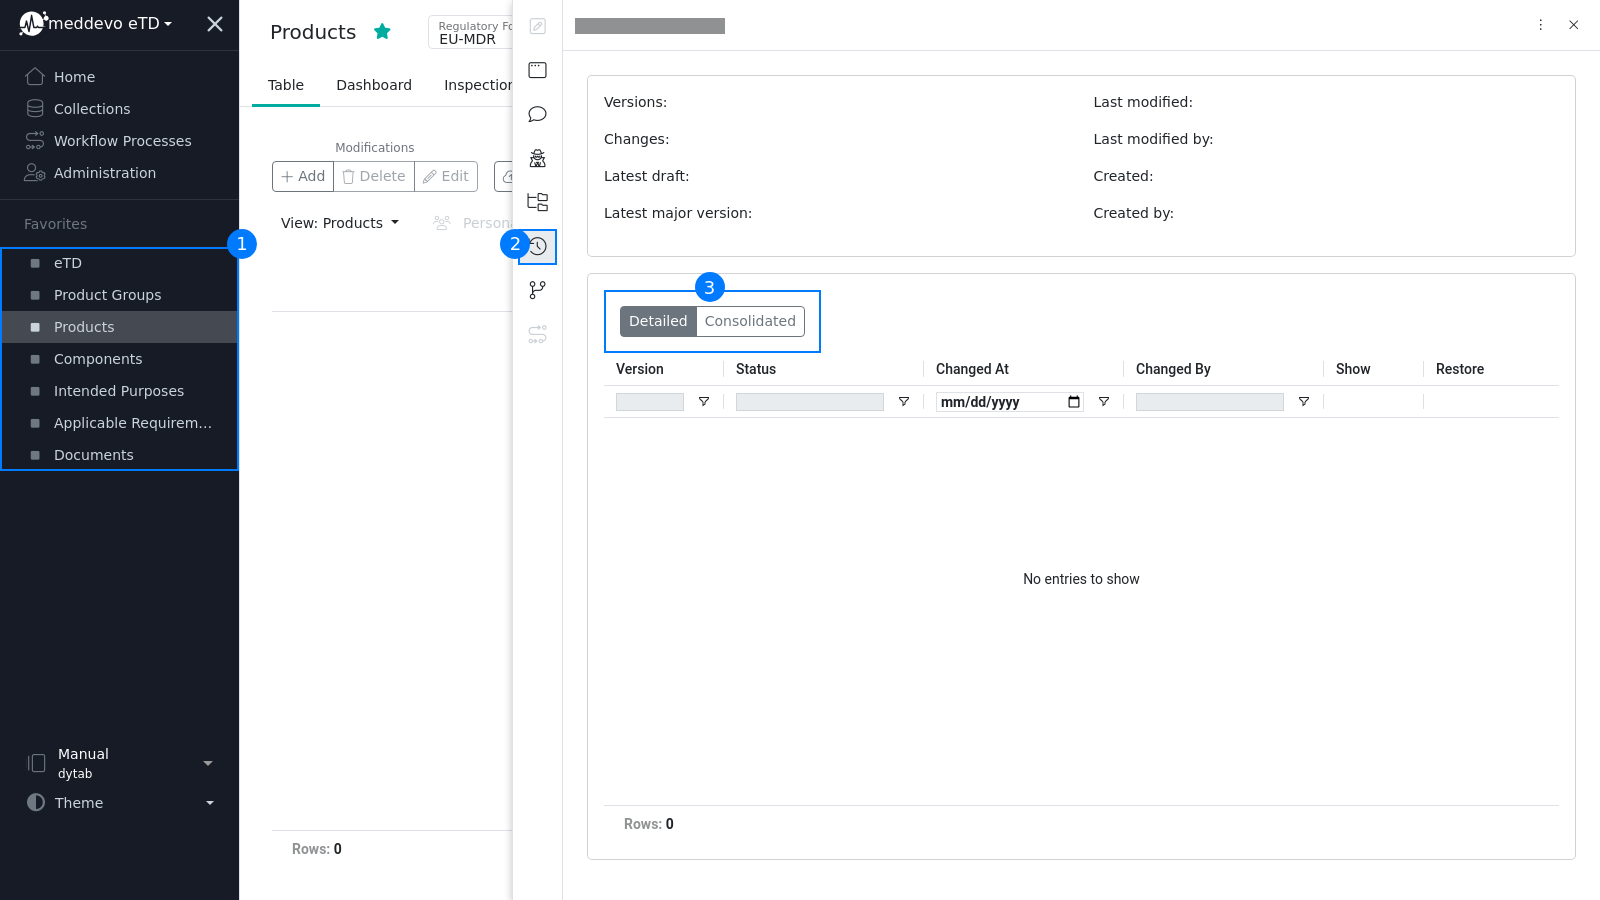 meddevo eTD
Home
Collections
Workflow Processes
Administration
Favorites
1
eTD
Product Groups
Products
Components
Intended Purposes
Applicable Requirem...
Documents
Manual
dytab
Theme
Products
Regulatory Fo
EU-MDR
Table Dashboard Inspection
Modifications
Add Delete Edit
View: Products Person
Rows: 0
2
Versions: Last modified:
Changes: Last modified by:
Latest draft: Created:
Latest major version: Created by:
3
Detailed Consolidated
Version Status Changed At Changed By Show Restore
mm/dd/yyyy
No entries to show
Rows: 0